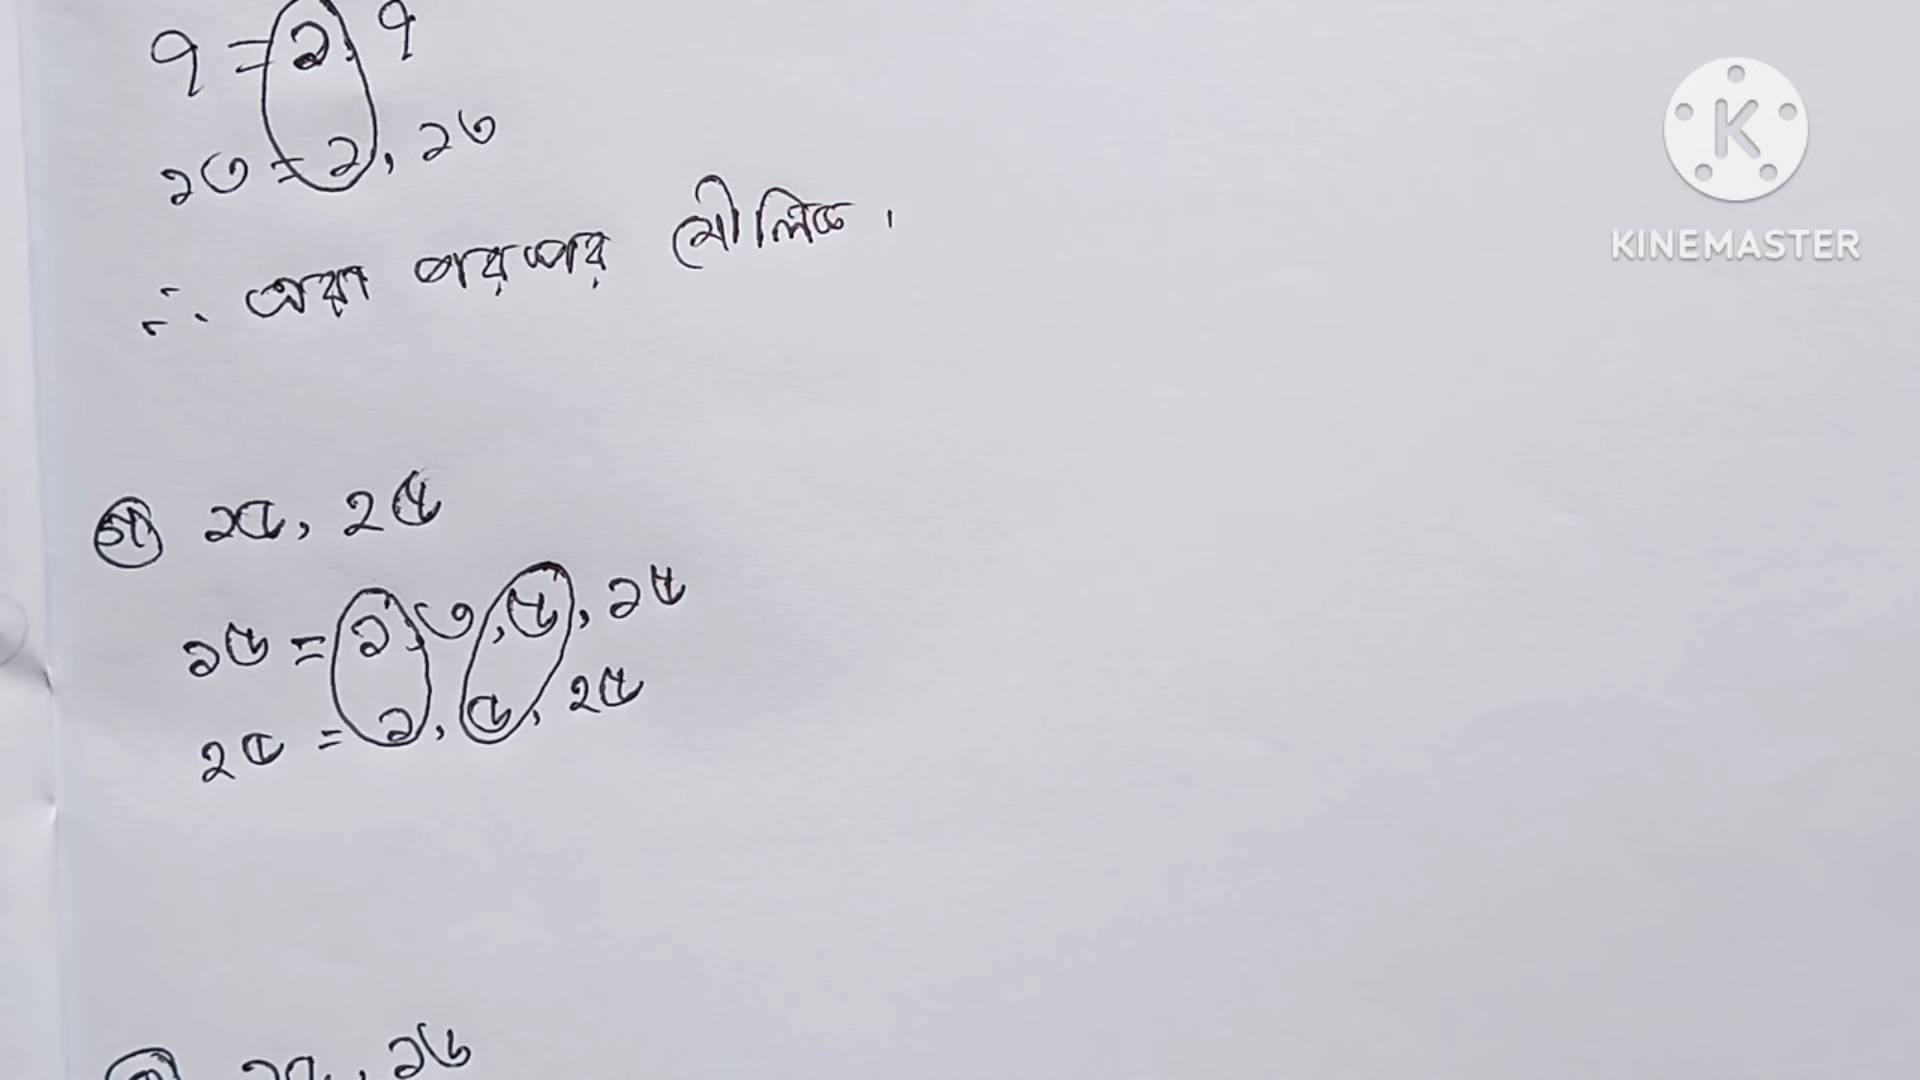 ৭ = ১, ৭
১৩ = ১, ১৩
∴ এরা পরস্পর মৌলিক।
KINEMASTER
গ ১৫, ২৫
১৫ = ১, ৩, ৫, ১৫
২৫ = ১, ৫, ২৫
, ১৬